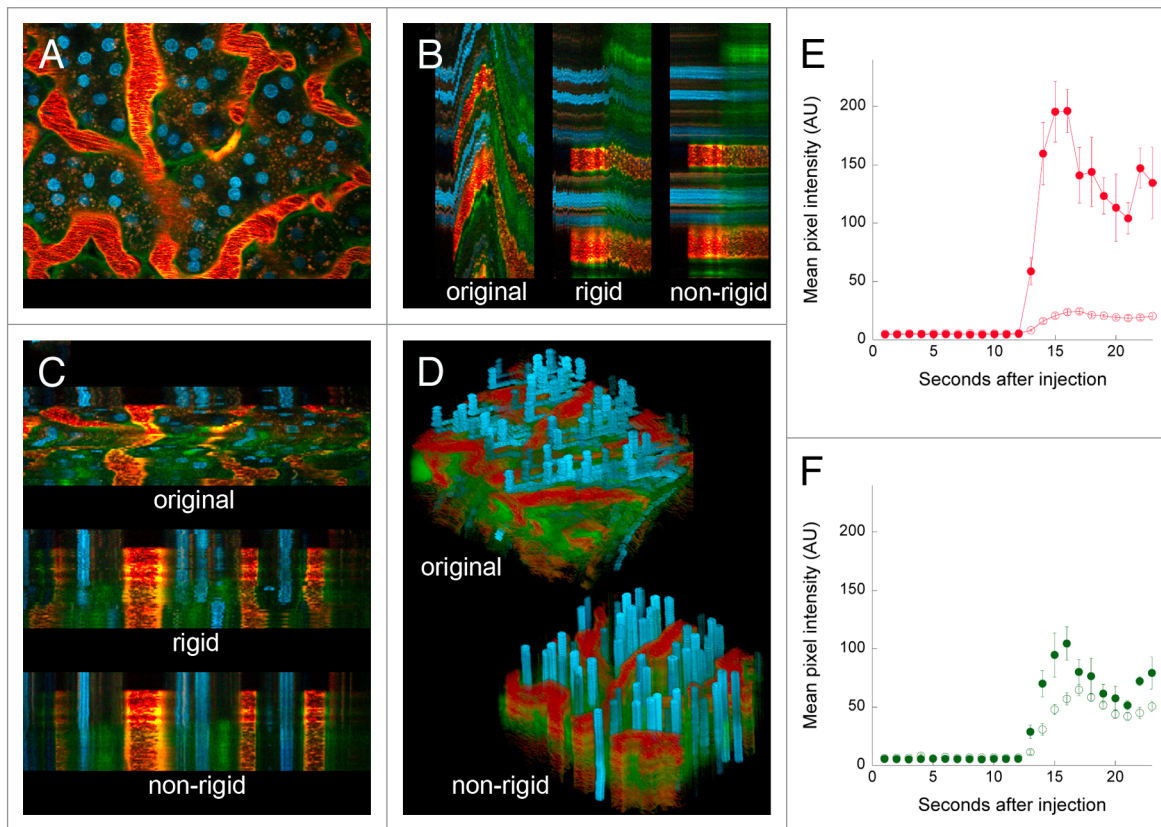 A
B
original
rigid
non-rigid
C
original
rigid
non-rigid
D
original
non-rigid
E
Mean pixel intensity (AU)
200
150
100
50
0
0 5 10 15 20
Seconds after injection
F
Mean pixel intensity (AU)
200
150
100
50
0
0 5 10 15 20
Seconds after injection